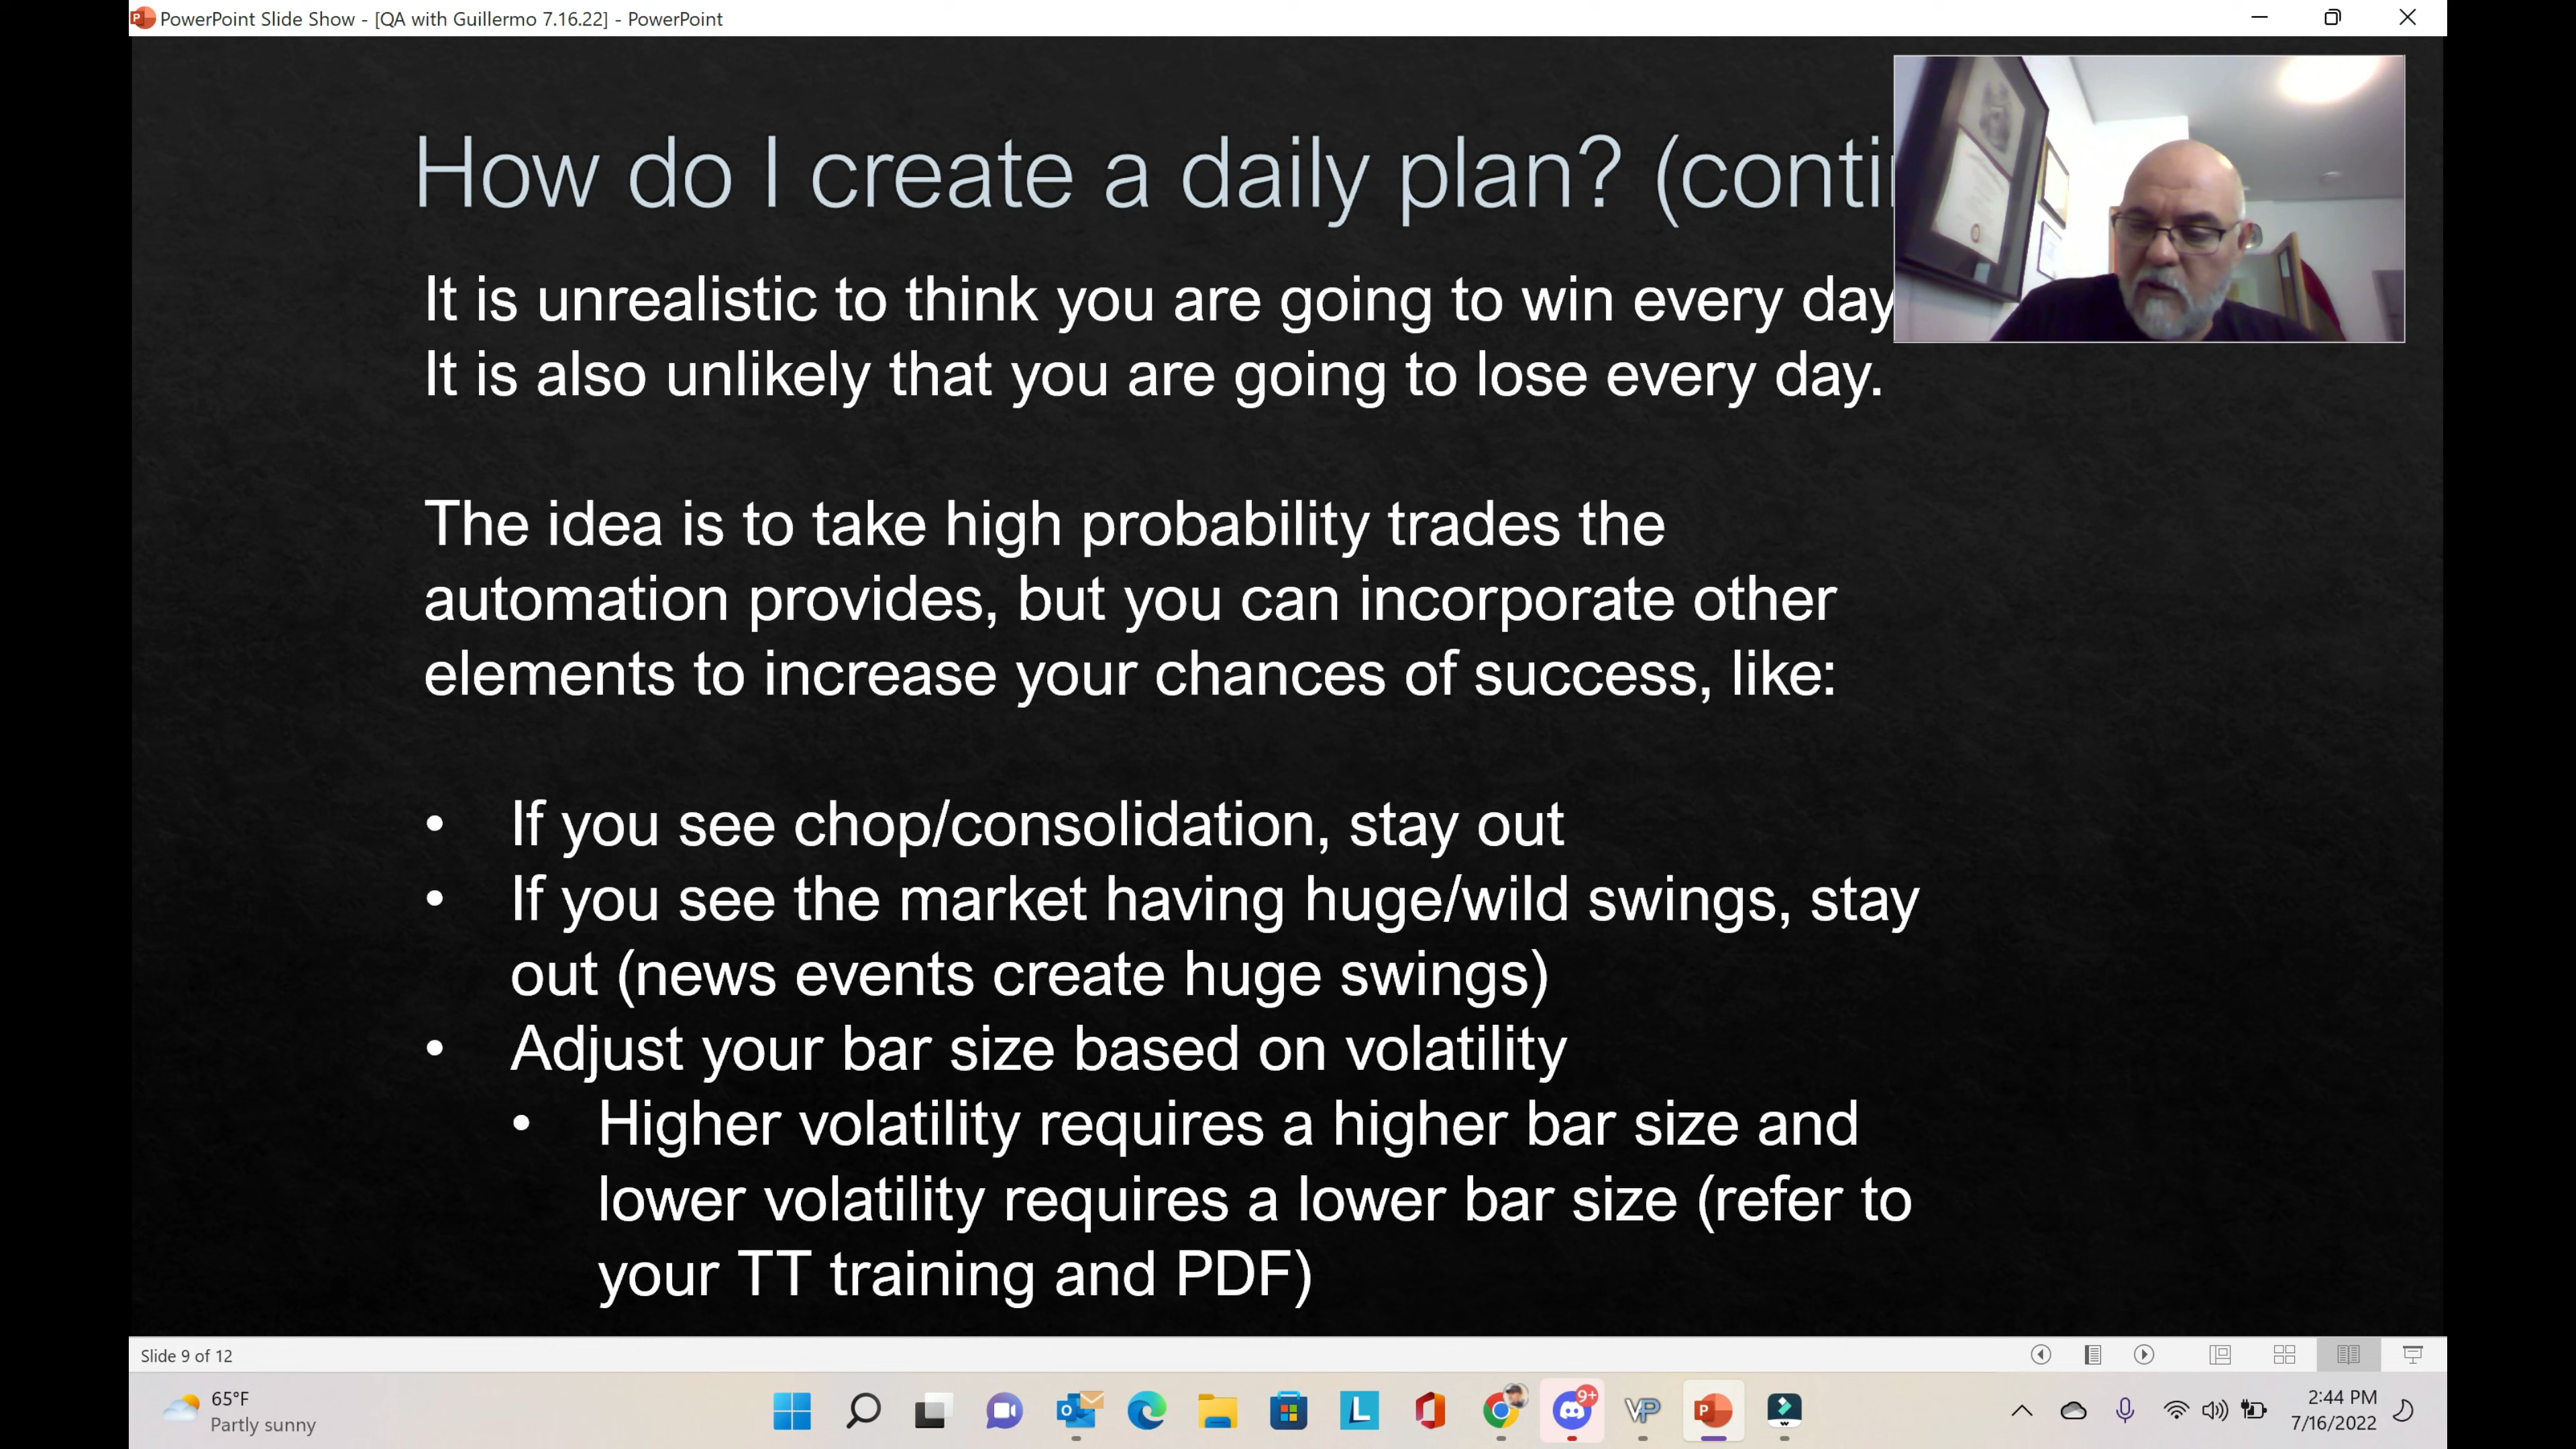 PowerPoint Slide Show - [QA with Guillermo 7.16.22] - PowerPoint
How do I create a daily plan? (conti
It is unrealistic to think you are going to win every day
It is also unlikely that you are going to lose every day.
The idea is to take high probability trades the
automation provides, but you can incorporate other
elements to increase your chances of success, like:
• If you see chop/consolidation, stay out
• If you see the market having huge/wild swings, stay
out (news events create huge swings)
• Adjust your bar size based on volatility
• Higher volatility requires a higher bar size and
lower volatility requires a lower bar size (refer to
your TT training and PDF)
Slide 9 of 12
65°F
Partly sunny
9+
2:44 PM
7/16/2022